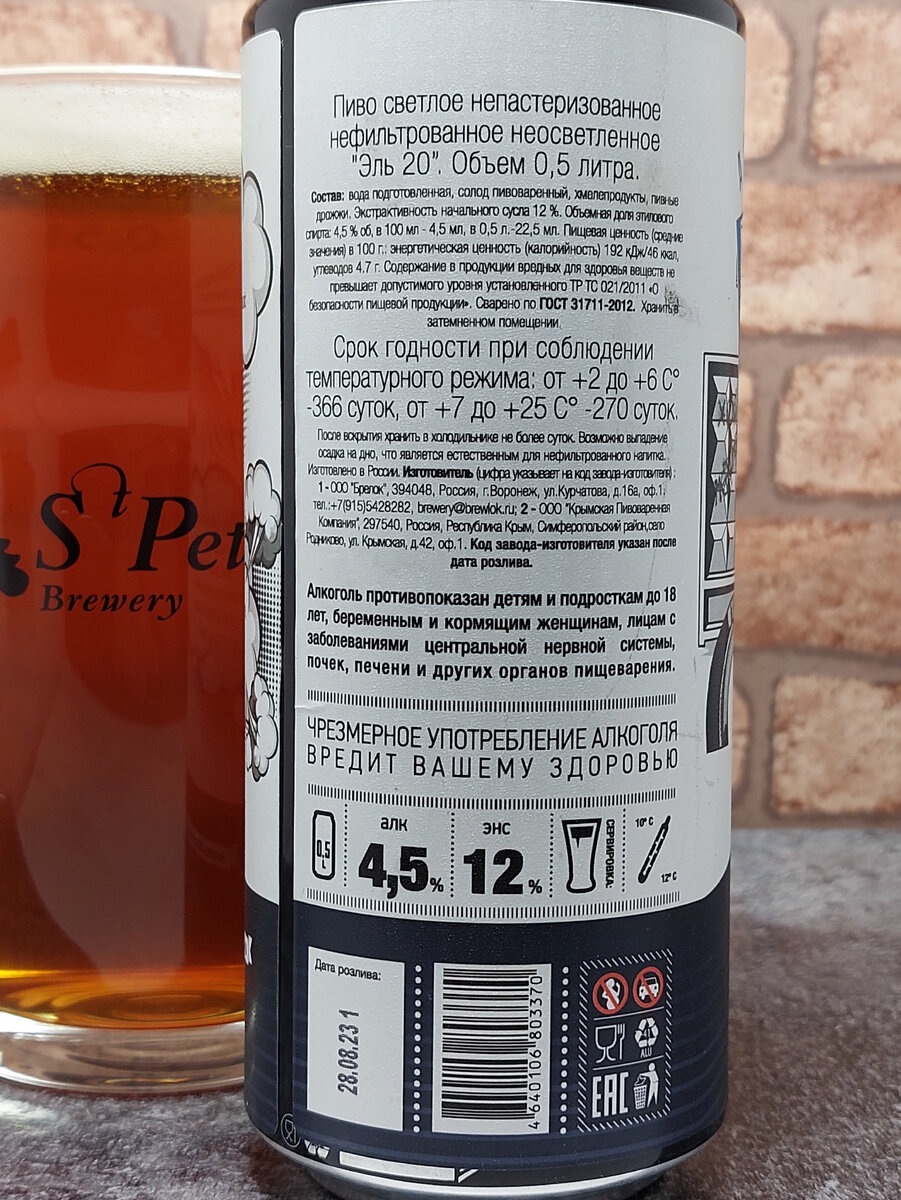 Пиво светлое непастеризованное
нефильтрованное неосветленное
"Эль 20". Объем 0,5 литра.
Состав: вода подготовленная, солод пивоваренный, хмелепродукты, пивные
дрожжи. Экстрактивность начального сусла 12 %. Объемная доля этилового
спирта: 4,5 % об, в 100 мл - 4,5 мл, в 0,5 л.-22,5 мл. Пищевая ценность (средние
значения) в 100 г.: энергетическая ценность (калорийность) 192 кДж/46 ккал,
углеводов 4.7 г. Содержание в продукции вредных для здоровья веществ не
превышает допустимого уровня установленного ТР ТС 021/2011 «О
безопасности пищевой продукции». Сварено по ГОСТ 31711-2012. Хранить в
затемненном помещении.
Срок годности при соблюдении
температурного режима: от +2 до +6 С°
-366 суток, от +7 до +25 С° -270 суток.
После вскрытия хранить в холодильнике не более суток. Возможно выпадение
осадка на дно, что является естественным для нефильтрованного напитка.
Изготовлено в России. Изготовитель (цифра указывает на код завода-изготовителя) :
1 - ООО "Брелок", 394048, Россия, г.Воронеж, ул.Курчатова, д.16а, оф.1.
тел.:+7(915)5428282, brewery@brewlok.ru; 2 - ООО "Крымская Пивоваренная
Компания", 297540, Россия, Республика Крым, Симферопольский район,село
Родниково, ул. Крымская, д.42, оф.1. Код завода-изготовителя указан после
дата розлива.
Алкоголь противопоказан детям и подросткам до 18
лет, беременным и кормящим женщинам, лицам с
заболеваниями центральной нервной системы,
почек, печени и других органов пищеварения.
ЧРЕЗМЕРНОЕ УПОТРЕБЛЕНИЕ АЛКОГОЛЯ
ВРЕДИТ ВАШЕМУ ЗДОРОВЬЮ
0,5 L
алк
4,5%
энс
12%
СЕРВИРОВКА:
10° C
12° C
Дата розлива:
28.08.23 1
4640106803370
41
ALU
EAC
St Pet
Brewery